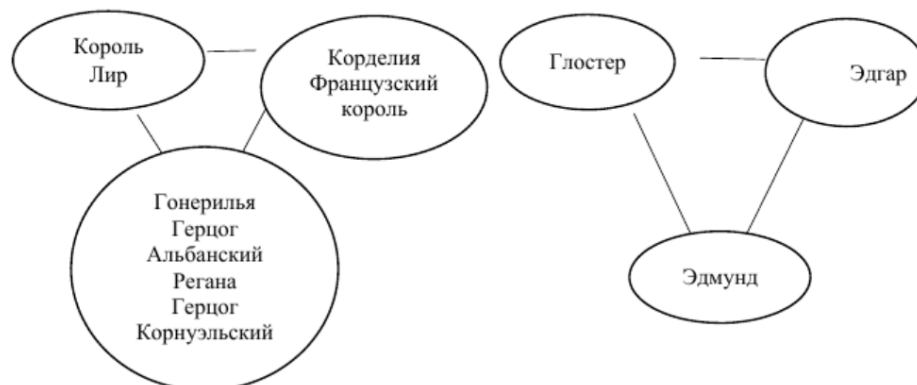 Король
Лир
Корделия
Французский
король
Гонерилья
Герцог
Альбанский
Регана
Герцог
Корнуэльский
Глостер
Эдгар
Эдмунд